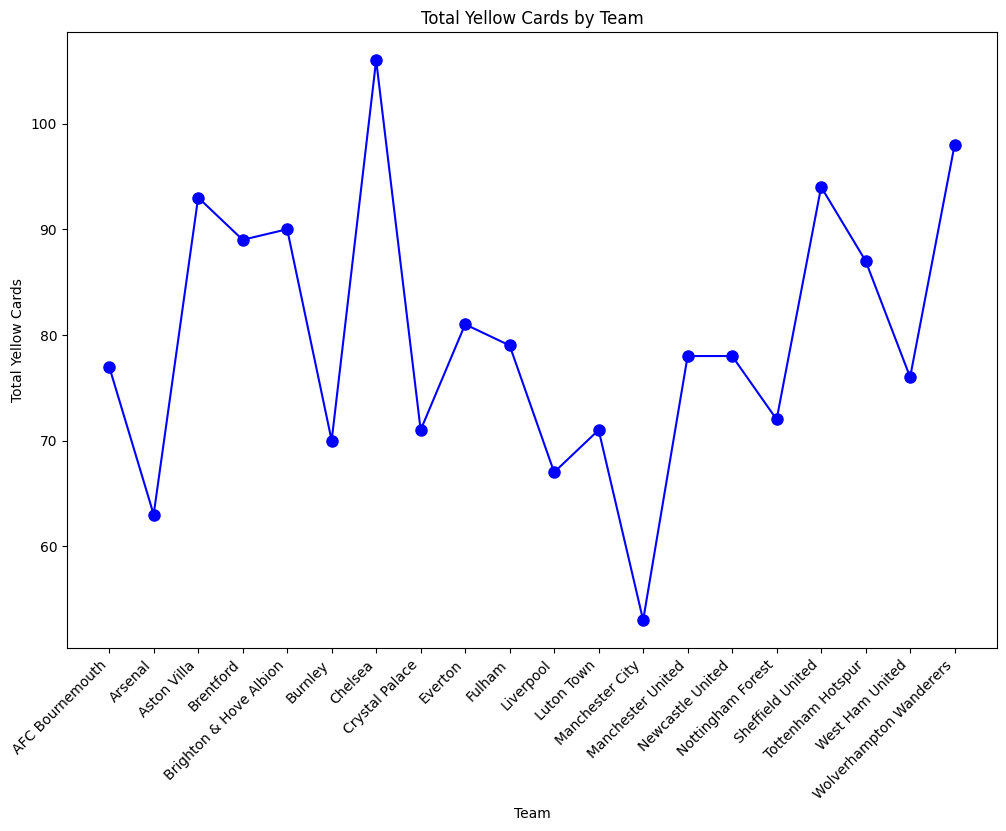 Total Yellow Cards by Team
Total Yellow Cards
100
90
80
70
60
AFC Bournemouth
Arsenal
Aston Villa
Brentford
Brighton & Hove Albion
Burnley
Chelsea
Crystal Palace
Everton
Fulham
Liverpool
Luton Town
Manchester City
Manchester United
Newcastle United
Nottingham Forest
Sheffield United
Tottenham Hotspur
West Ham United
Wolverhampton Wanderers
Team